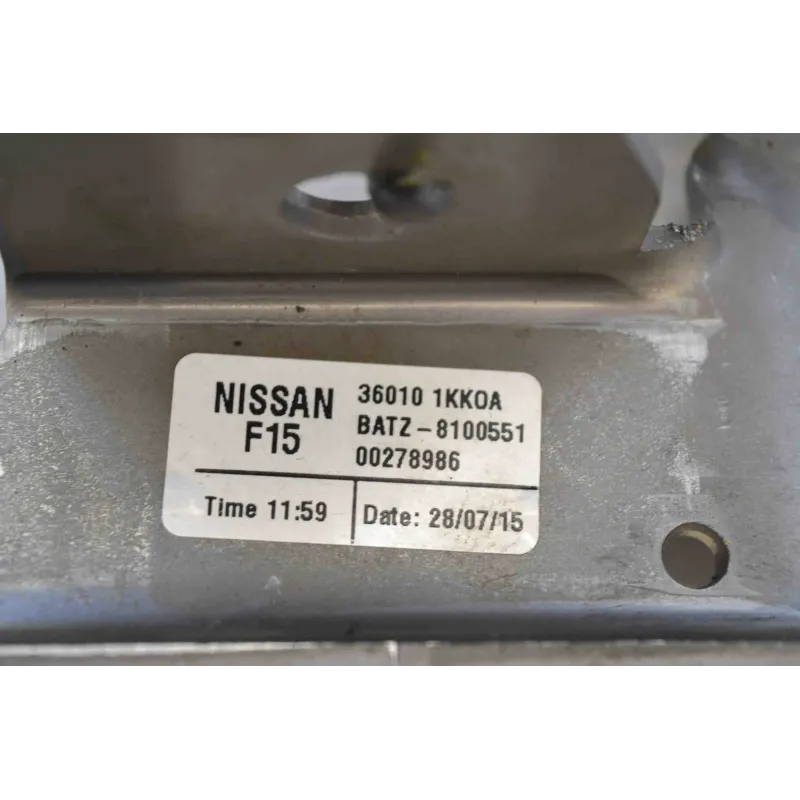 NISSAN
F15
36010 1KK0A
BATZ-8100551
00278986
Time 11:59
Date: 28/07/15